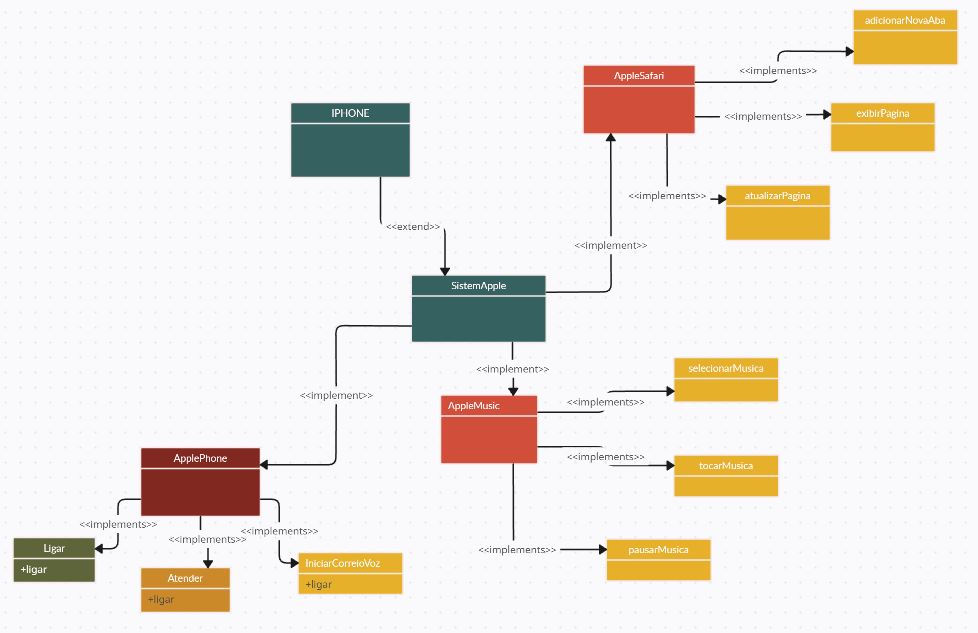 adicionarNovaAba
<<implements>>
AppleSafari
IPHONE
<<implements>>
exibirPagina
<<implements>>
atualizarPagina
<<extend>>
<<implement>>
SistemApple
<<implement>>
selecionarMusica
<<implement>>
<<implements>>
AppleMusic
<<implements>>
tocarMusica
ApplePhone
<<implements>>
<<implements>>
<<implements>>
Ligar
+ligar
<<implements>>
pausarMusica
IniciarCorreioVoz
+ligar
Atender
+ligar